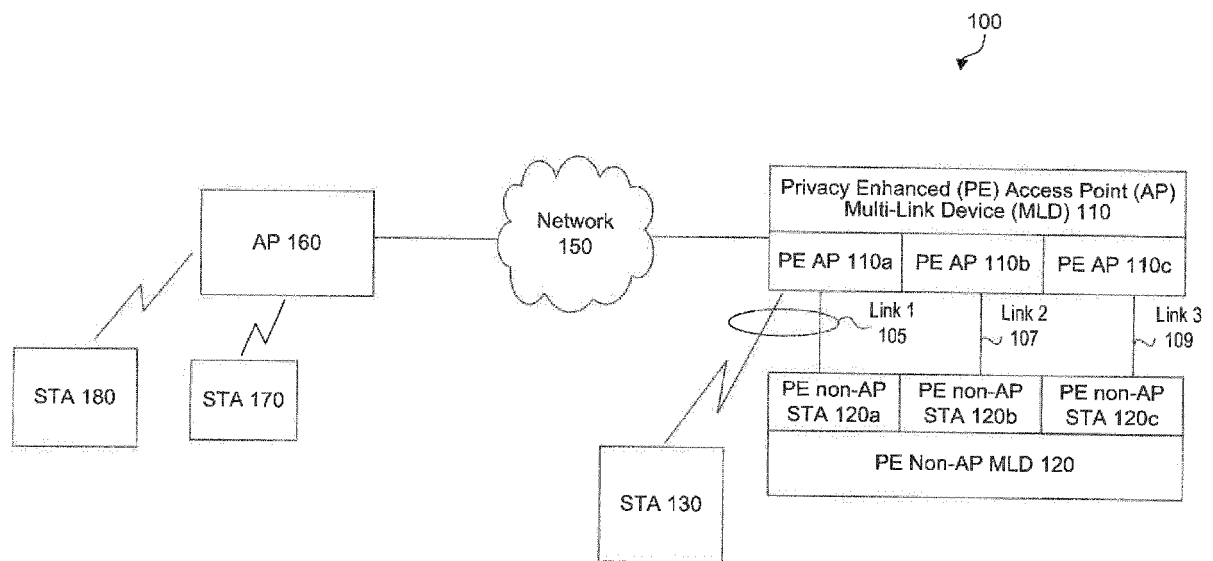 100
Privacy Enhanced (PE) Access Point (AP)
Multi-Link Device (MLD) 110
AP 160
Network
150
PE AP 110a
PE AP 110b
PE AP 110c
Link 1
105
Link 2
107
Link 3
109
STA 180
STA 170
PE non-AP
STA 120a
PE non-AP
STA 120b
PE non-AP
STA 120c
PE Non-AP MLD 120
STA 130